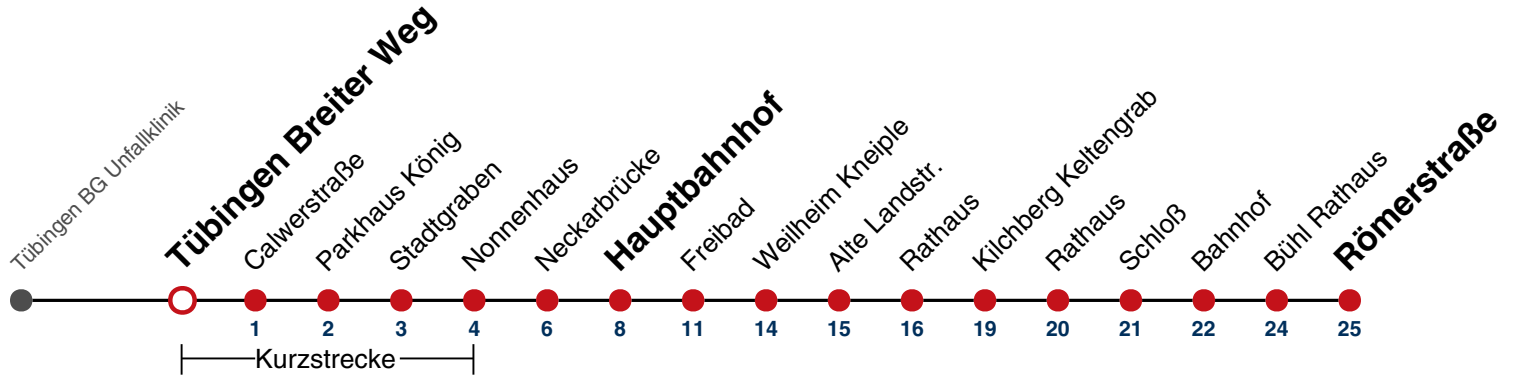 Tübingen BG Unfallklinik
Tübingen Breiter Weg
Calwerstraße
Parkhaus König
Stadtgraben
Nonnenhaus
Neckarbrücke
Hauptbahnhof
Freibad
Weilheim Kneiple
Alte Landstr.
Rathaus
Kilchberg Keltengrab
Rathaus
Schloß
Bahnhof
Bühl Rathaus
Römerstraße
1 2 3 4 6 8 11 14 15 16 19 20 21 22 24 25
Kurzstrecke